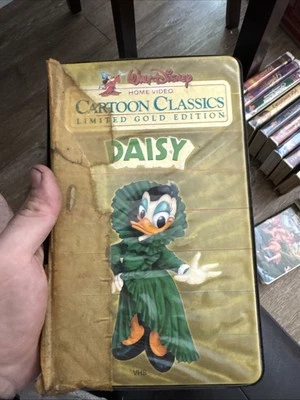 Walt Disney
HOME VIDEO
CARTOON CLASSICS
LIMITED GOLD EDITION
DAISY
VHS